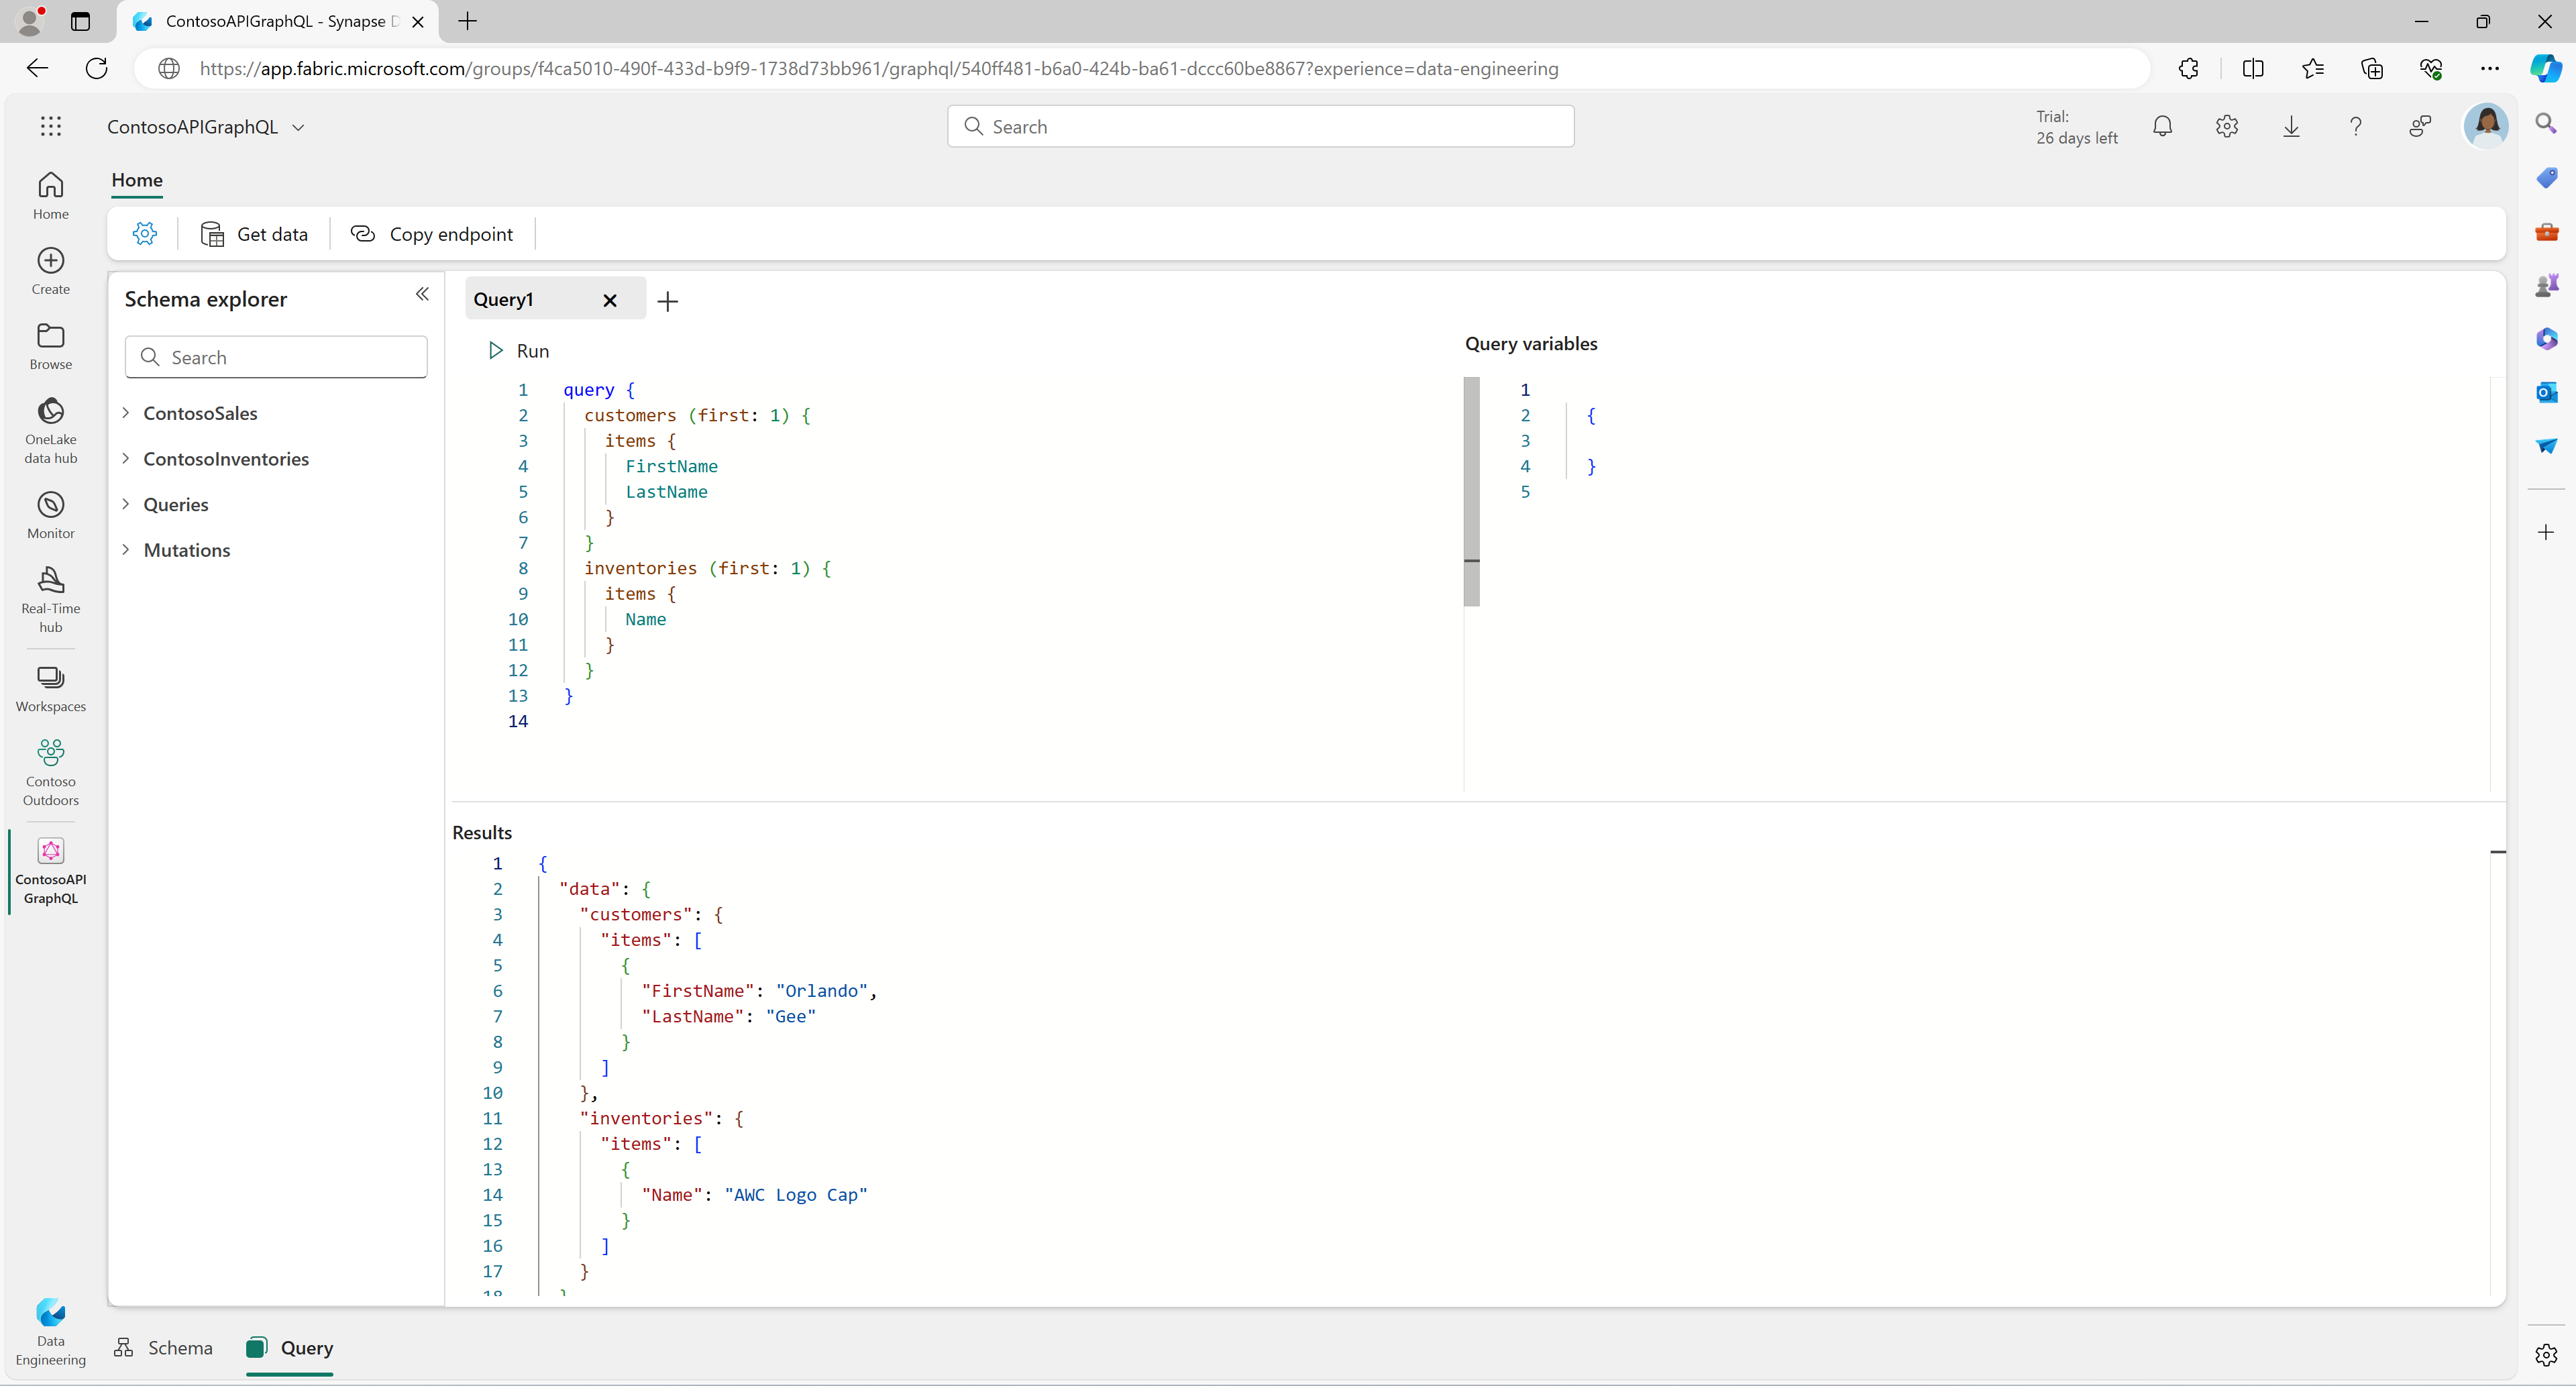 ContosoAPIGraphQL - Synapse D
https://app.fabric.microsoft.com/groups/f4ca5010-490f-433d-b9f9-1738d73bb961/graphql/540ff481-b6a0-424b-ba61-dccc60be8867?experience=data-engineering
ContosoAPIGraphQL
Search
Trial:
26 days left
Home
Home
Create
Browse
OneLake
data hub
Monitor
Real-Time
hub
Workspaces
Contoso
Outdoors
ContosoAPI
GraphQL
Data
Engineering
Get data
Copy endpoint
Schema explorer
Search
ContosoSales
ContosoInventories
Queries
Mutations
Query1
Run
1 query {
2 customers (first: 1) {
3 items {
4 FirstName
5 LastName
6 }
7 }
8 inventories (first: 1) {
9 items {
10 Name
11 }
12 }
13 }
14
Query variables
1
2 {
3
4 }
5
Results
1 {
2 "data": {
3 "customers": {
4 "items": [
5 {
6 "FirstName": "Orlando",
7 "LastName": "Gee"
8 }
9 ]
10 },
11 "inventories": {
12 "items": [
13 {
14 "Name": "AWC Logo Cap"
15 }
16 ]
17 }
18 }
Schema
Query